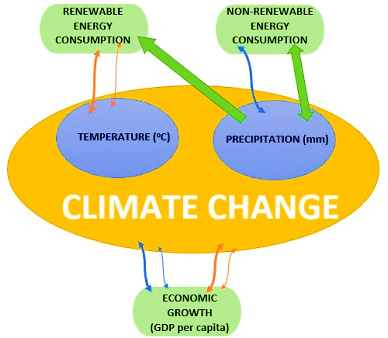 RENEWABLE
ENERGY
CONSUMPTION
NON-RENEWABLE
ENERGY
CONSUMPTION
TEMPERATURE (ºC)
PRECIPITATION (mm)
CLIMATE CHANGE
ECONOMIC
GROWTH
(GDP per capita)